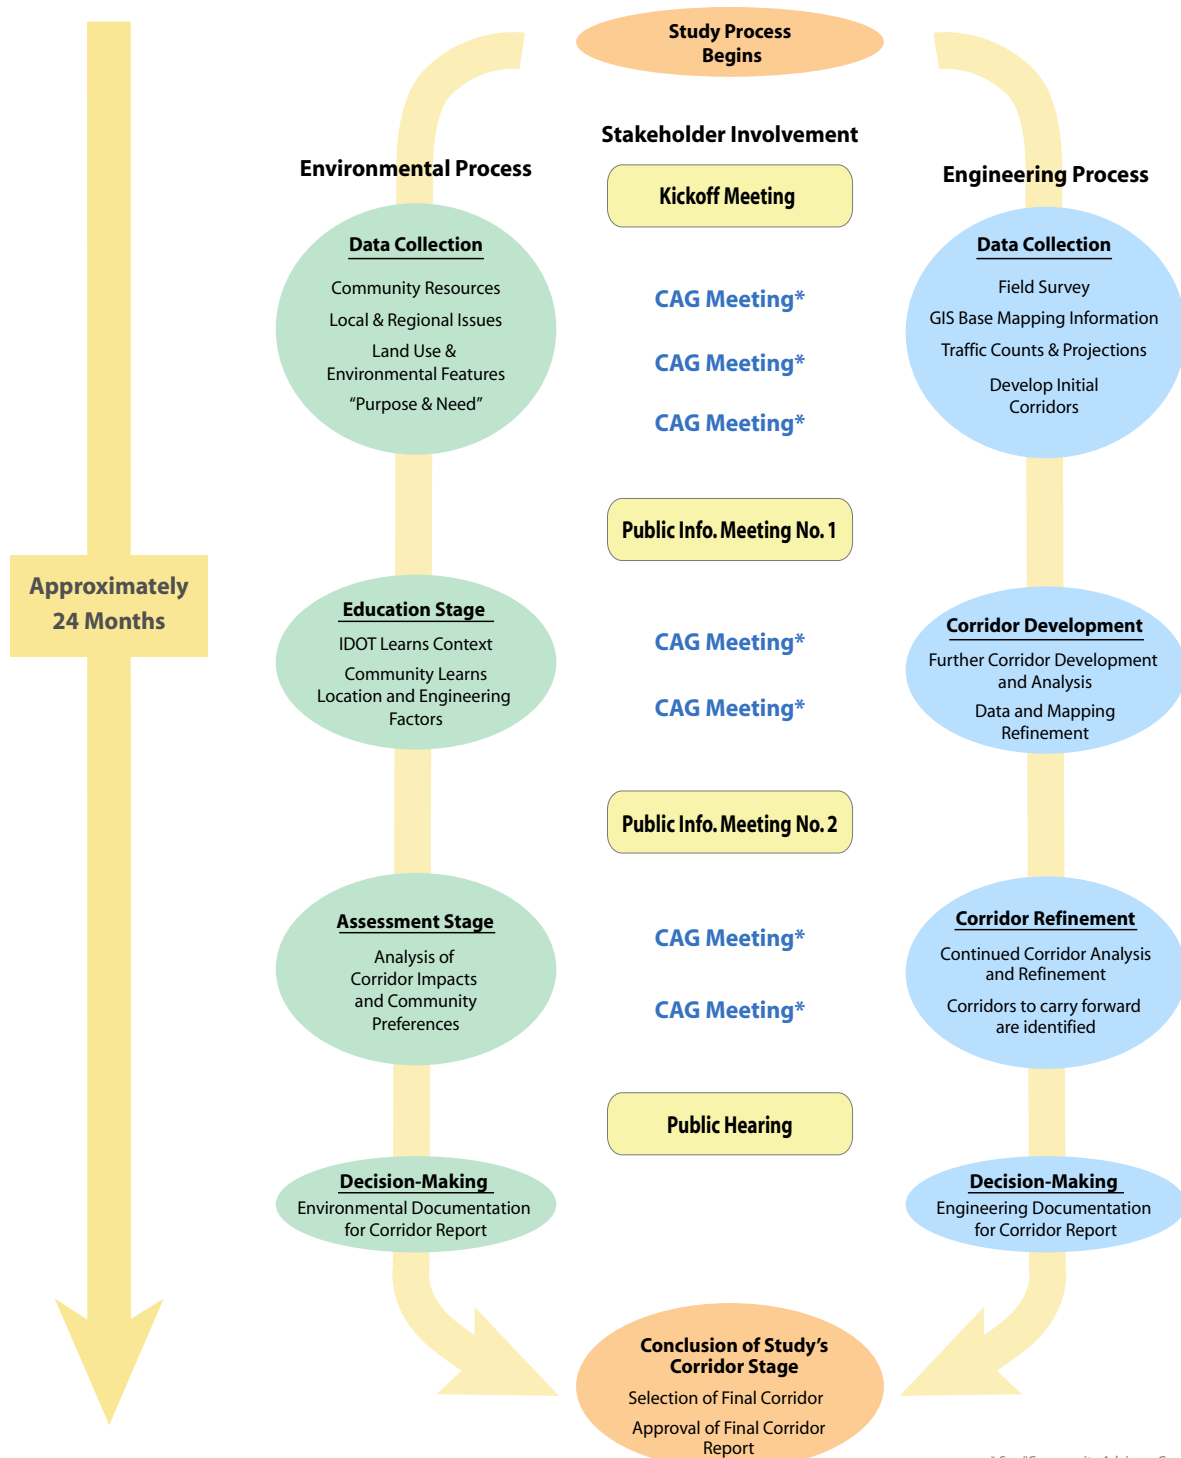 Study Process
Begins
Stakeholder Involvement
Environmental Process
Engineering Process
Kickoff Meeting
Data Collection
Community Resources
Local & Regional Issues
Land Use &
Environmental Features
“Purpose & Need”
CAG Meeting*
CAG Meeting*
CAG Meeting*
Data Collection
Field Survey
GIS Base Mapping Information
Traffic Counts & Projections
Develop Initial
Corridors
Public Info. Meeting No. 1
Approximately
24 Months
Education Stage
IDOT Learns Context
Community Learns
Location and Engineering
Factors
CAG Meeting*
CAG Meeting*
Corridor Development
Further Corridor Development
and Analysis
Data and Mapping
Refinement
Public Info. Meeting No. 2
Assessment Stage
Analysis of
Corridor Impacts
and Community
Preferences
CAG Meeting*
CAG Meeting*
Corridor Refinement
Continued Corridor Analysis
and Refinement
Corridors to carry forward
are identified
Public Hearing
Decision-Making
Environmental Documentation
for Corridor Report
Decision-Making
Engineering Documentation
for Corridor Report
Conclusion of Study’s
Corridor Stage
Selection of Final Corridor
Approval of Final Corridor
Report